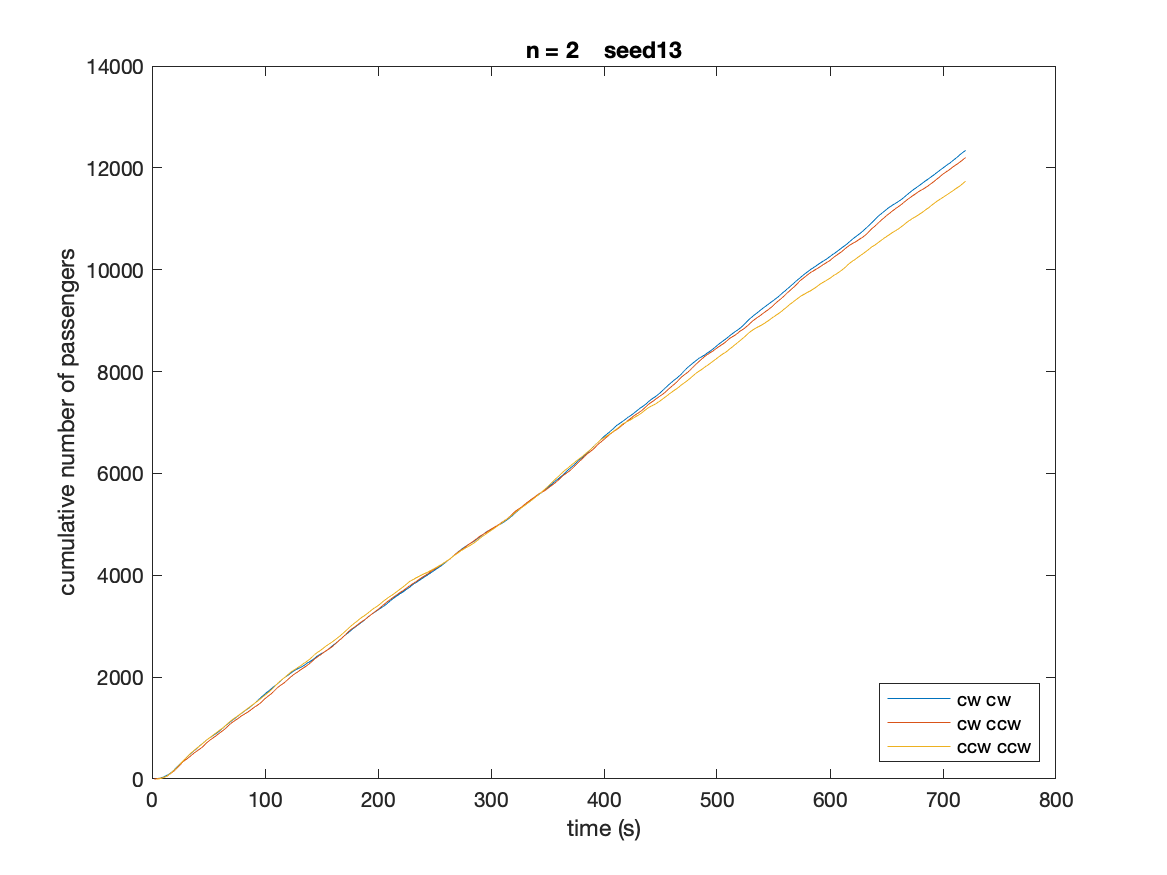 n = 2 seed13
14000
12000
10000
8000
6000
4000
2000
0
cumulative number of passengers
0 100 200 300 400 500 600 700 800
time (s)
CW CW
CW CCW
CCW CCW